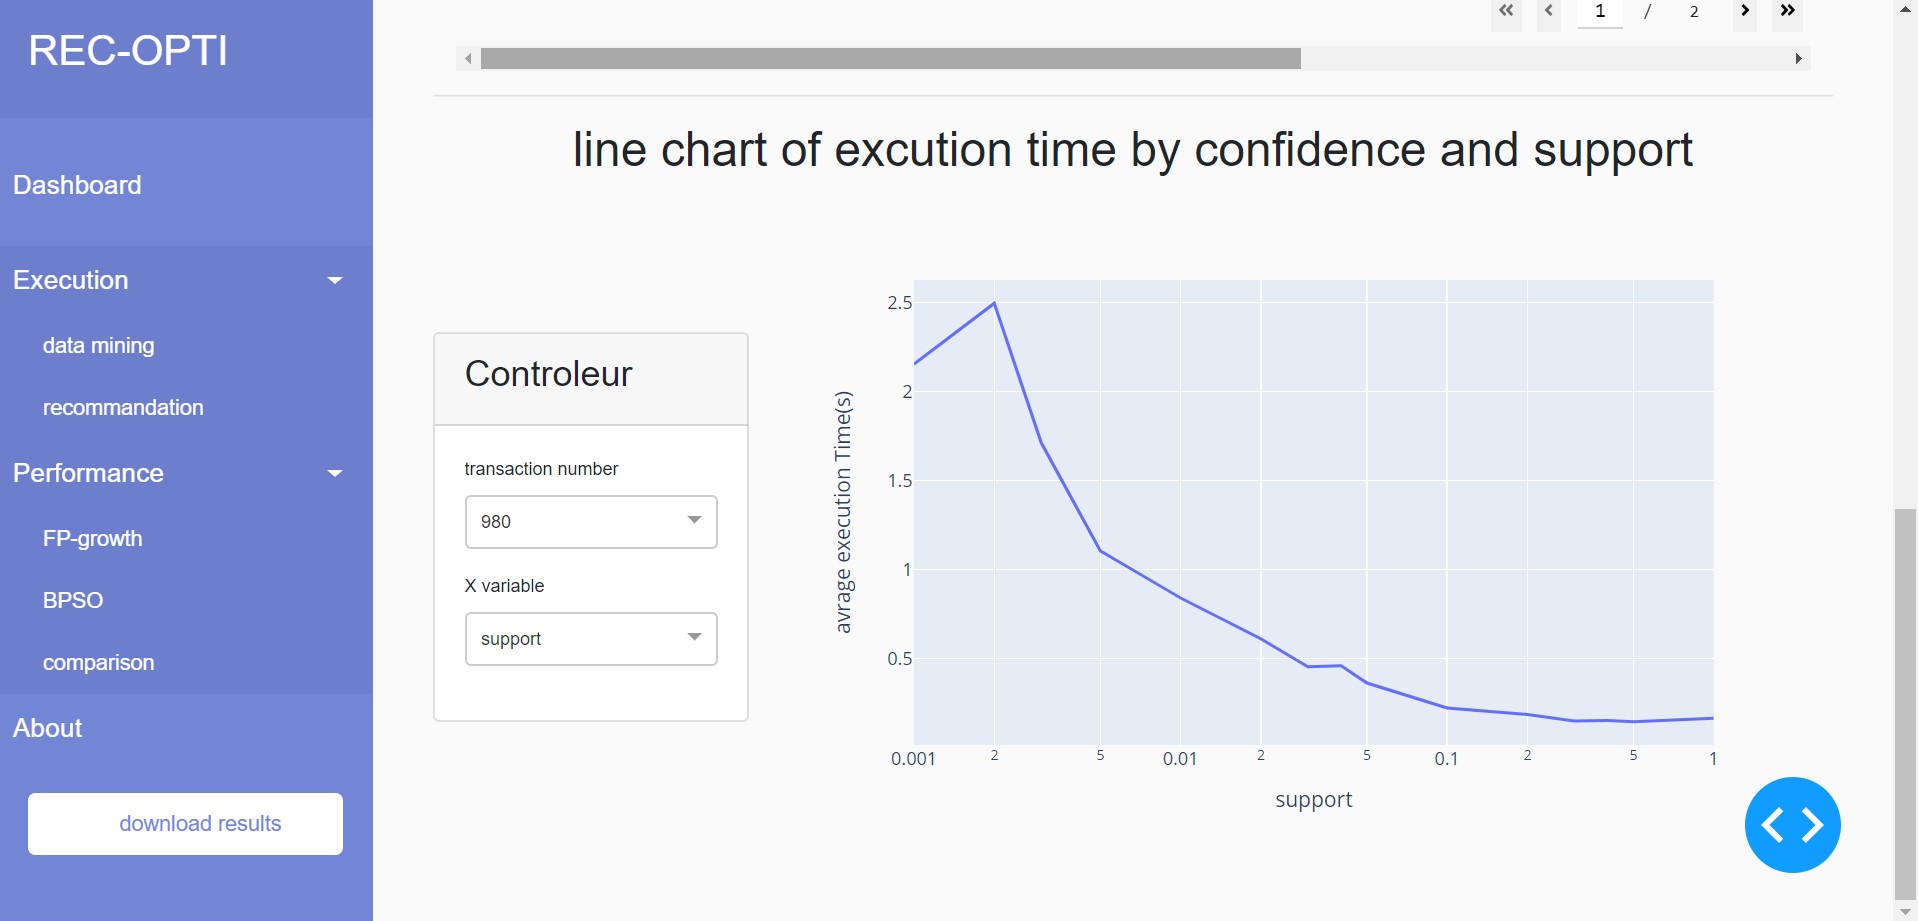 REC-OPTI
Dashboard
Execution
data mining
recommandation
Performance
FP-growth
BPSO
comparison
About
download results
1 / 2
line chart of excution time by confidence and support
Controleur
transaction number
980
X variable
support
avrage execution Time(s)
2.5
2
1.5
1
0.5
0.001 2 5 0.01 2 5 0.1 2 5 1
support